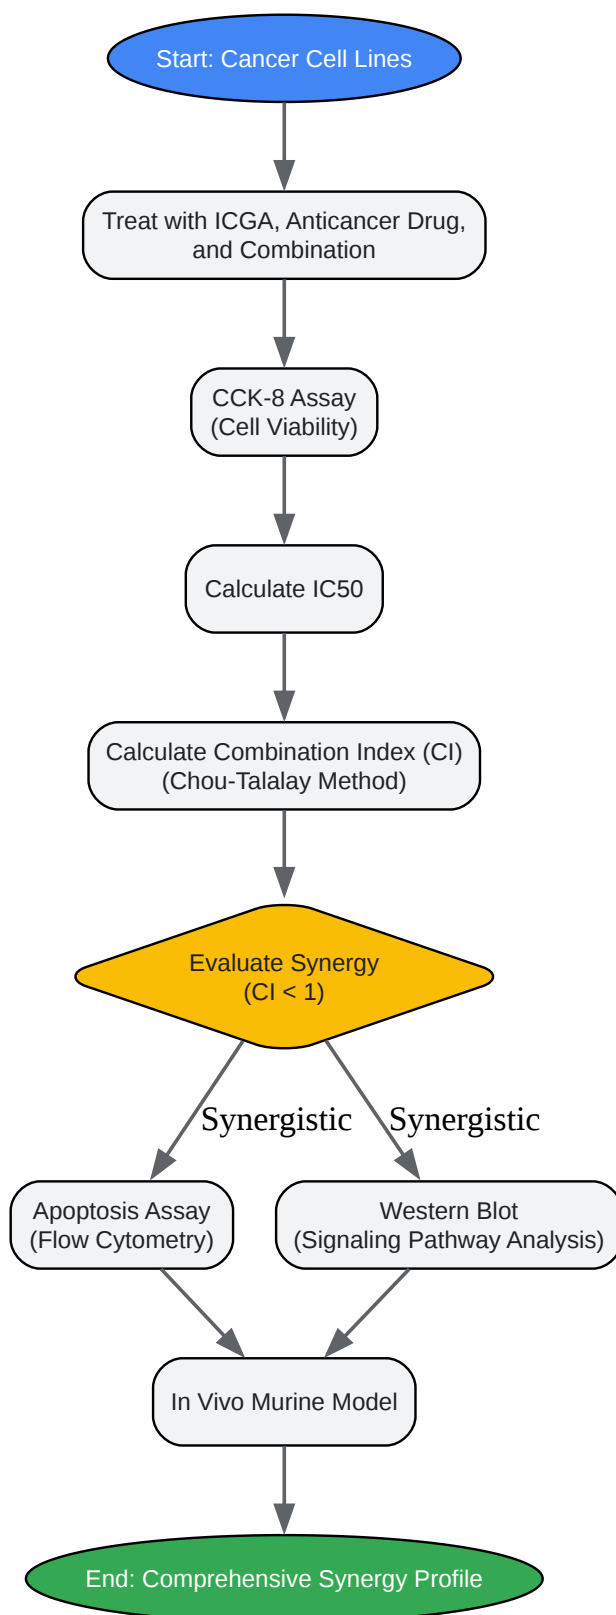 Start: Cancer Cell Lines
Treat with ICGA, Anticancer Drug,
and Combination
CCK-8 Assay
(Cell Viability)
Calculate IC50
Calculate Combination Index (CI)
(Chou-Talalay Method)
Evaluate Synergy
(CI < 1)
Synergistic
Synergistic
Apoptosis Assay
(Flow Cytometry)
Western Blot
(Signaling Pathway Analysis)
In Vivo Murine Model
End: Comprehensive Synergy Profile